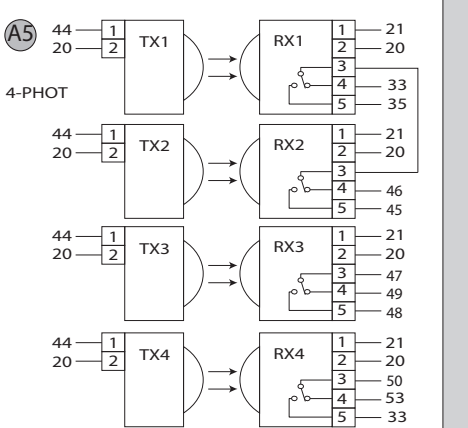 A5
4-PHOT
44 1 TX1 RX1 1 21
20 2 2 20
3
4 33
5 35
44 1 TX2 RX2 1 21
20 2 2 20
3
4 46
5 45
44 1 TX3 RX3 1 21
20 2 2 20
3 47
4 49
5 48
44 1 TX4 RX4 1 21
20 2 2 20
3 50
4 53
5 33